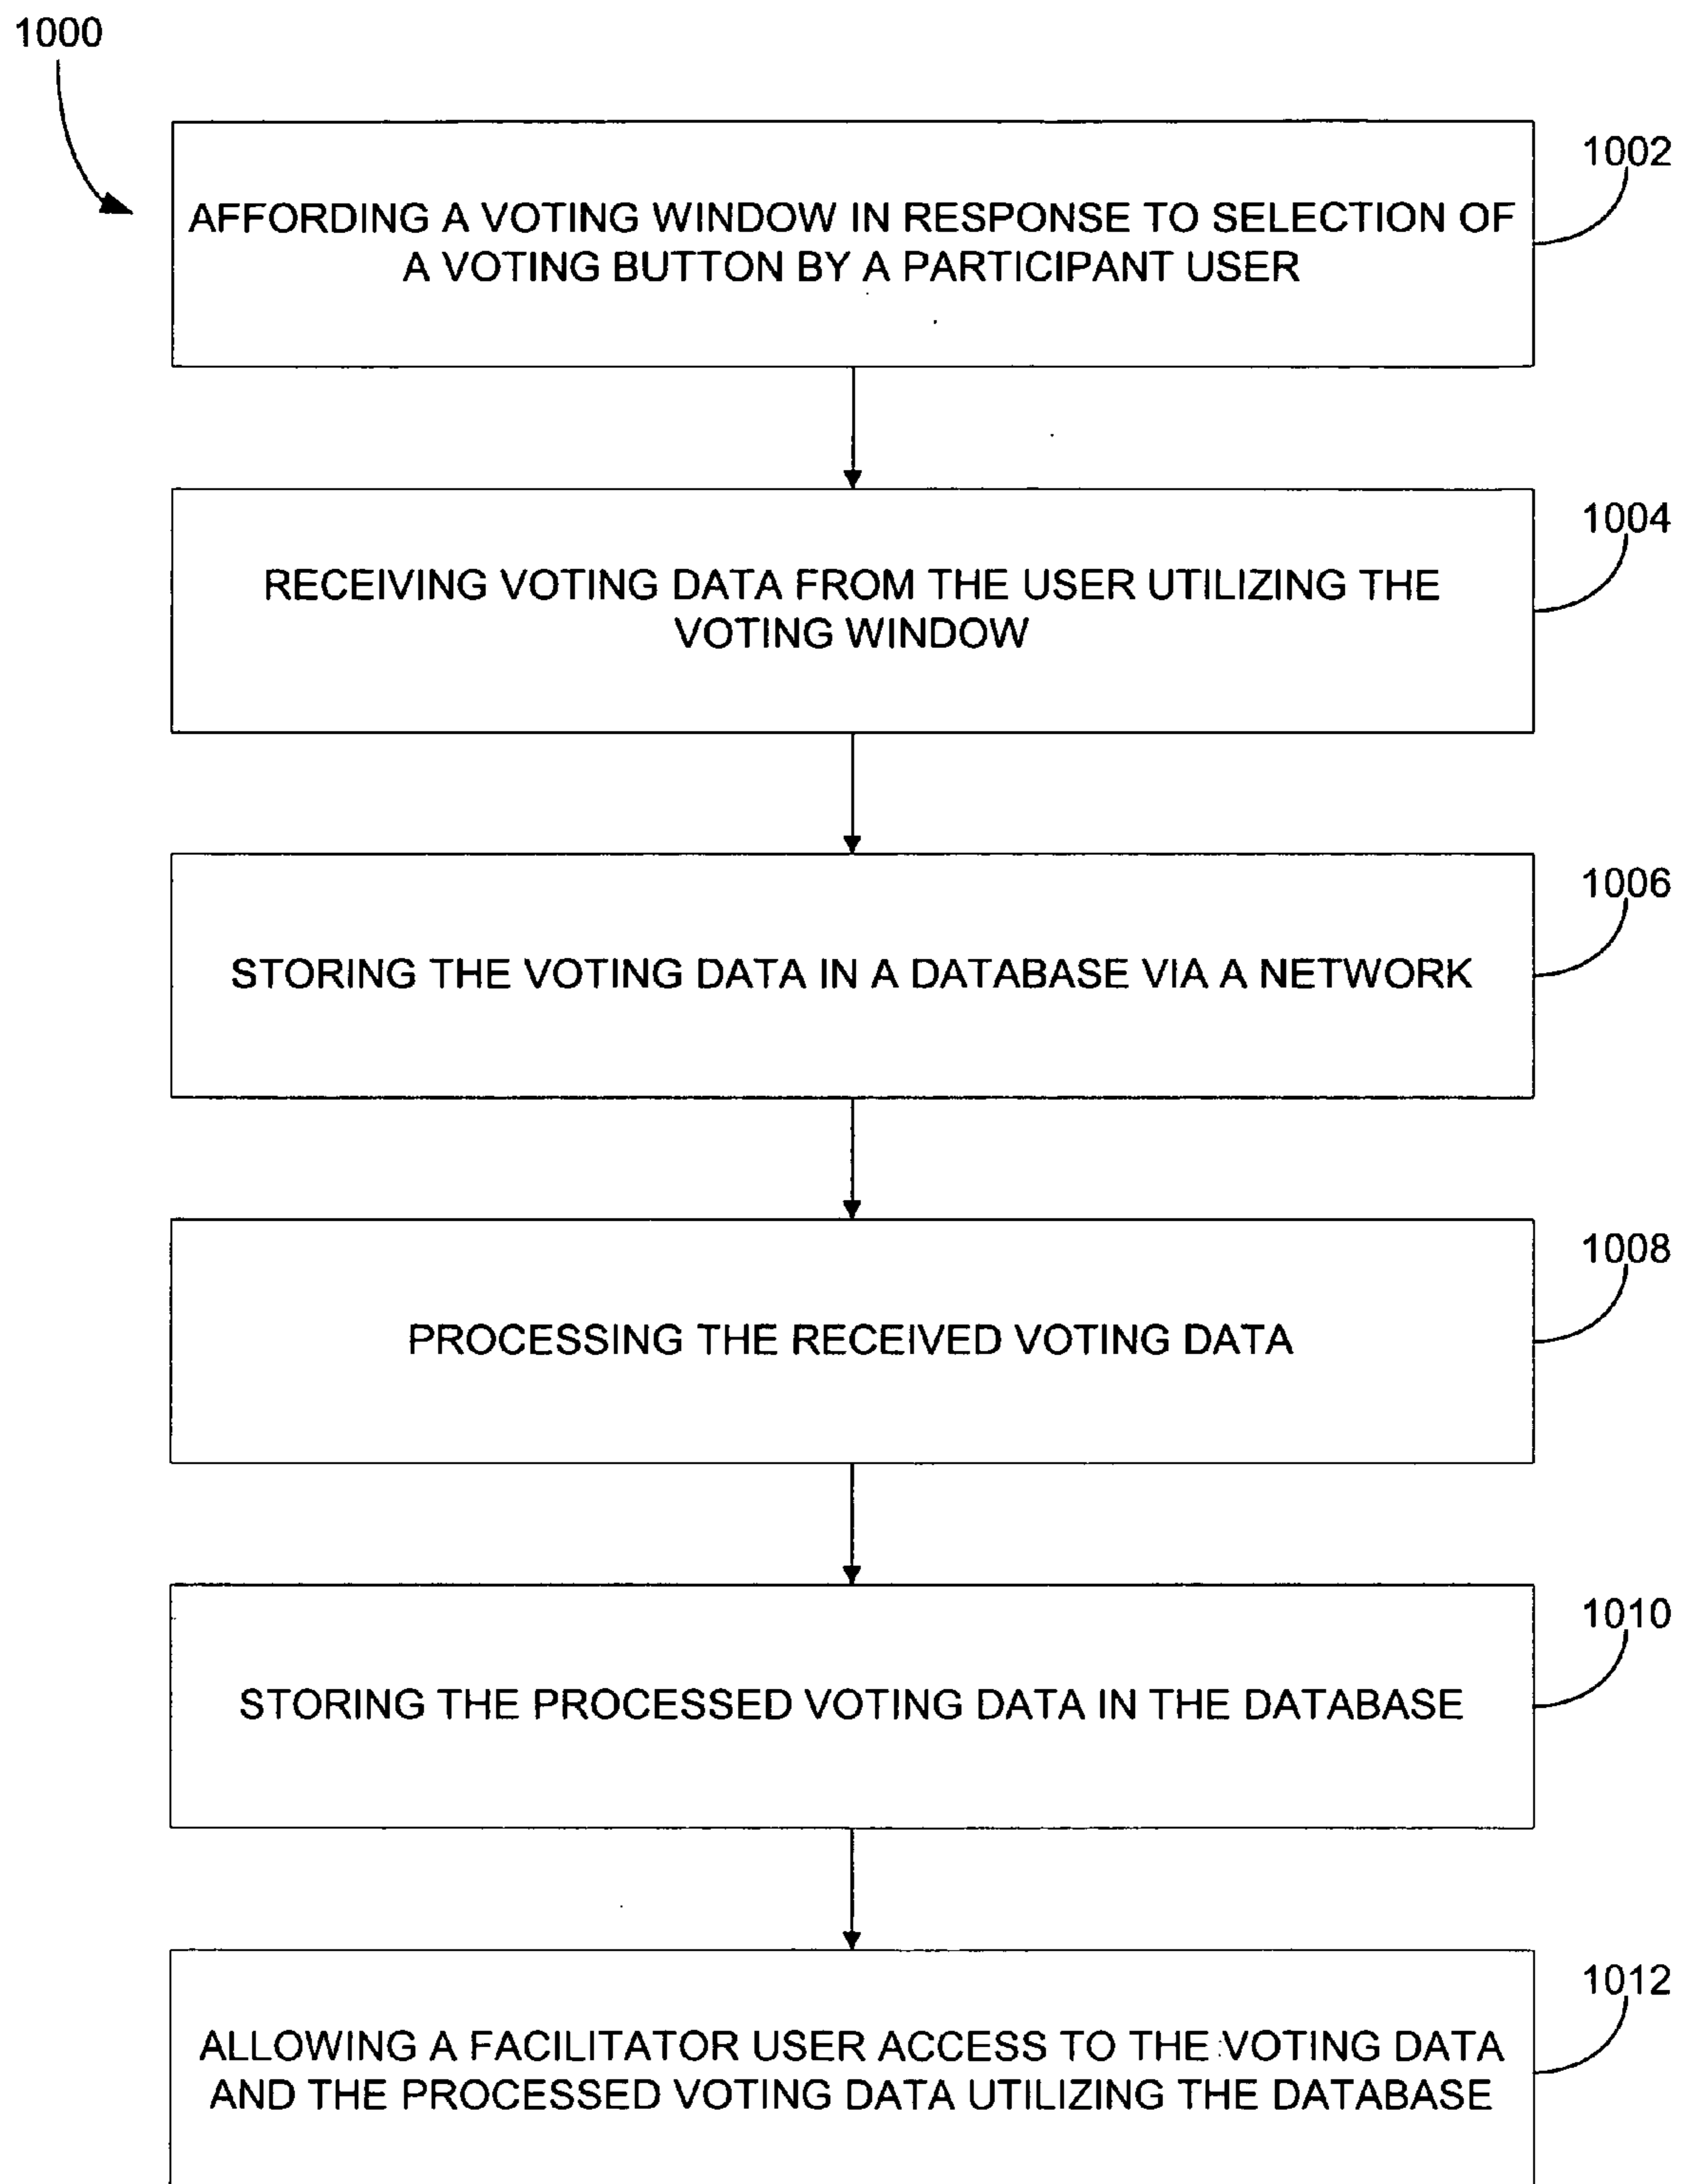 1000
1002
AFFORDING A VOTING WINDOW IN RESPONSE TO SELECTION OF
A VOTING BUTTON BY A PARTICIPANT USER
1004
RECEIVING VOTING DATA FROM THE USER UTILIZING THE
VOTING WINDOW
1006
STORING THE VOTING DATA IN A DATABASE VIA A NETWORK
1008
PROCESSING THE RECEIVED VOTING DATA
1010
STORING THE PROCESSED VOTING DATA IN THE DATABASE
1012
ALLOWING A FACILITATOR USER ACCESS TO THE VOTING DATA
AND THE PROCESSED VOTING DATA UTILIZING THE DATABASE